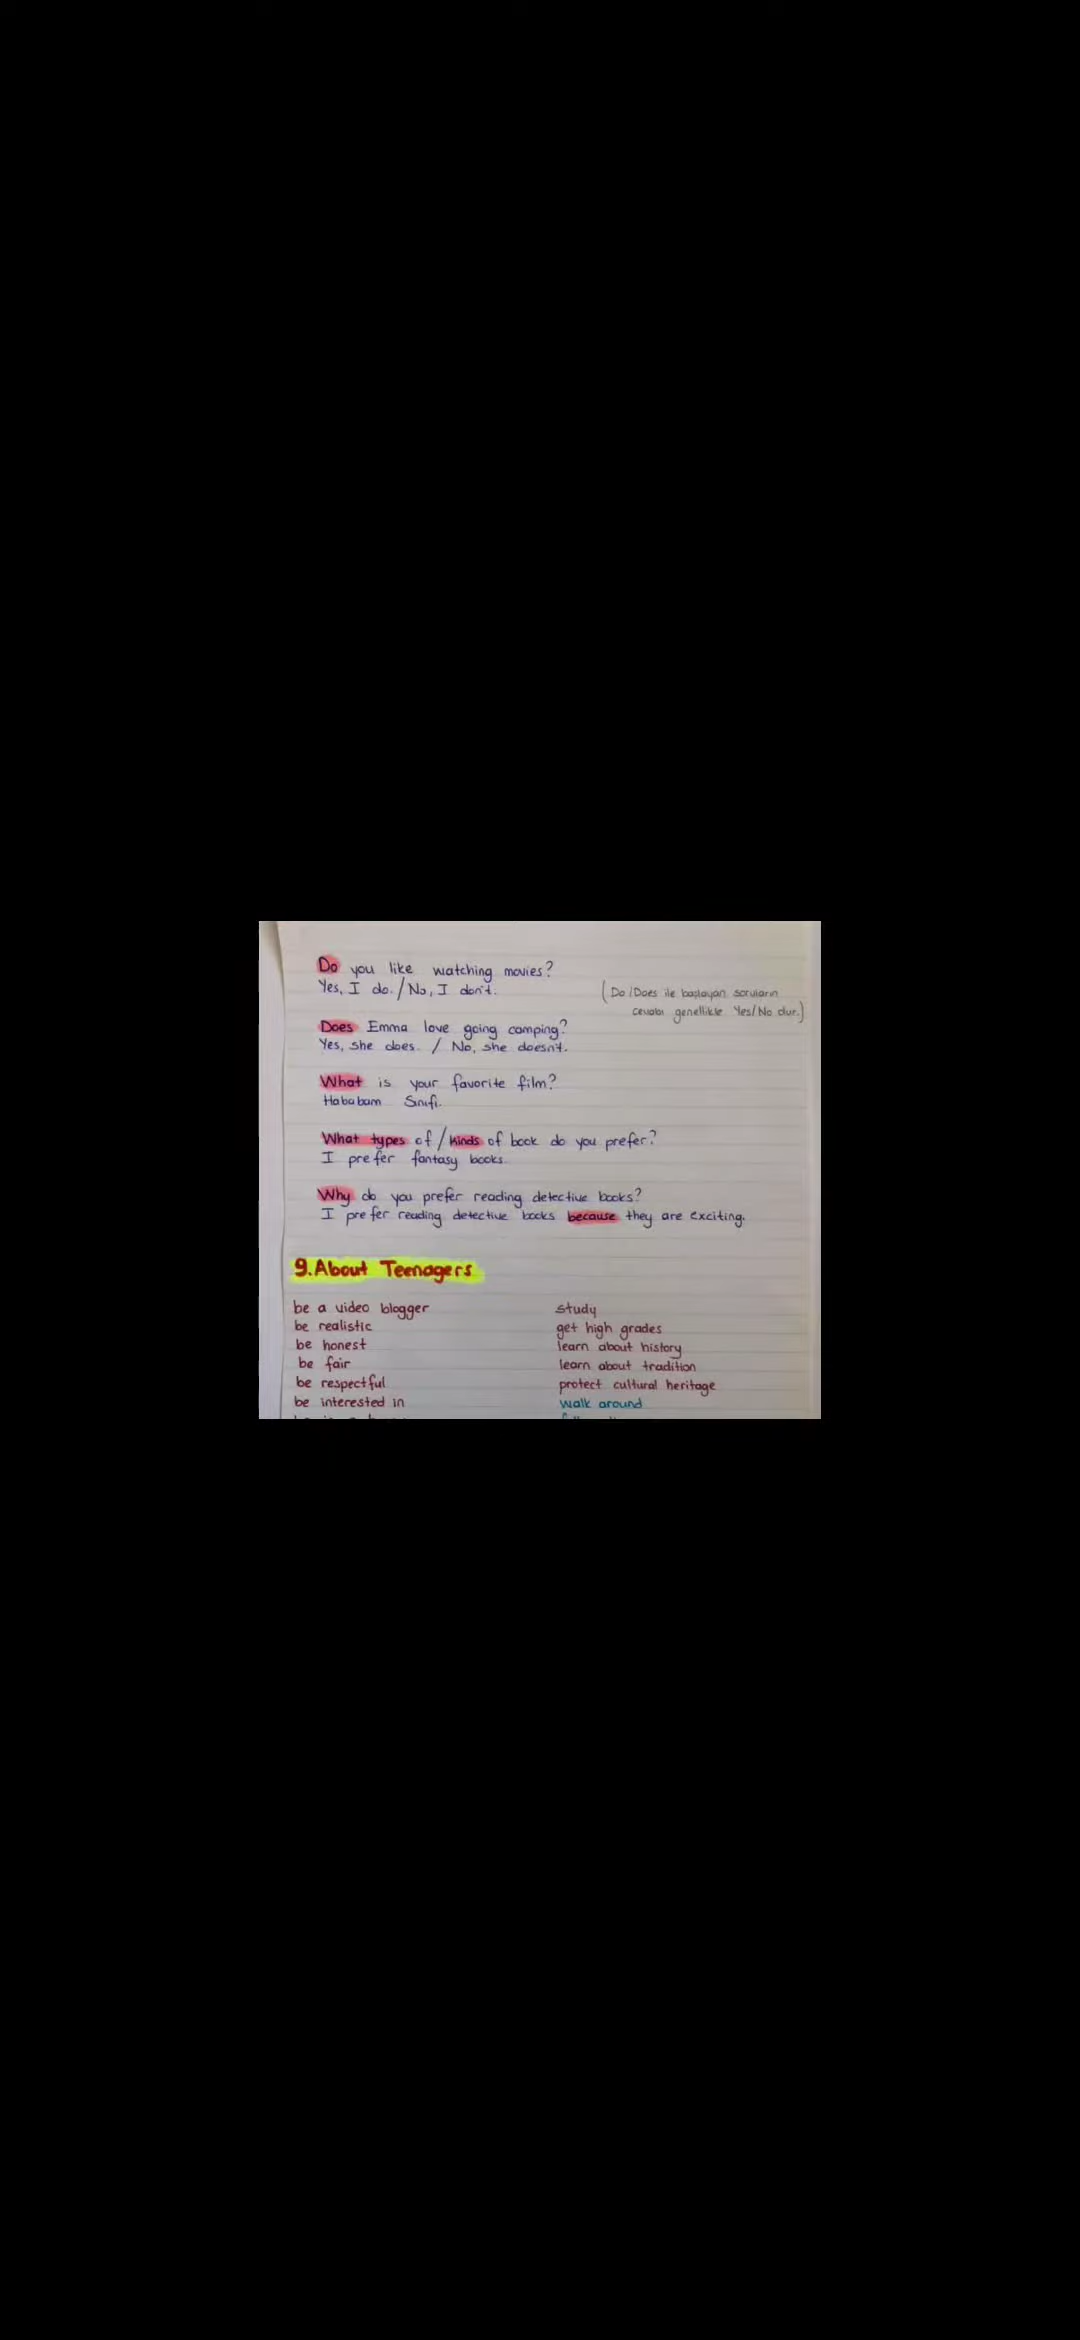 Do you like watching movies?
Yes, I do. / No, I don't.
(Do/Does ile başlayan soruların
cevabı genellikle Yes/No dur.)
Does Emma love going camping?
Yes, she does. / No, she doesn't.
What is your favorite film?
Hababam Sınıfı.
What types of / kinds of book do you prefer?
I prefer fantasy books.
Why do you prefer reading detective books?
I prefer reading detective books because they are exciting.
9. About Teenagers
be a video blogger
be realistic
be honest
be fair
be respectful
be interested in
study
get high grades
learn about history
learn about tradition
protect cultural heritage
walk around